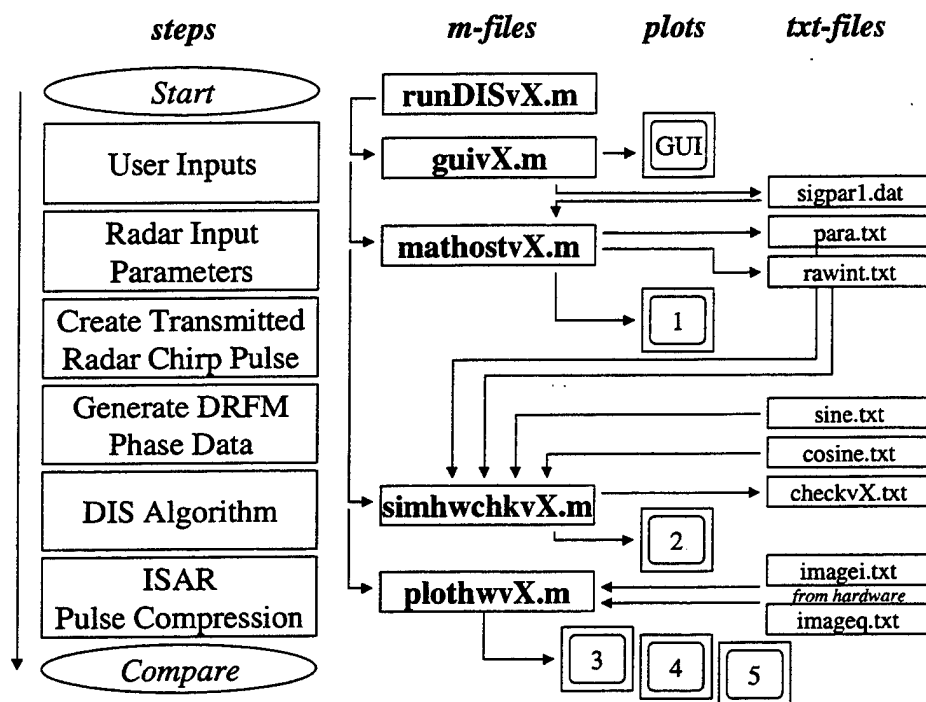 steps m-files plots txt-files
Start
runDISvX.m
User Inputs
guivX.m
GUI
sigpar1.dat
Radar Input
Parameters
mathostvX.m
para.txt
rawint.txt
Create Transmitted
Radar Chirp Pulse
1
Generate DRFM
Phase Data
sine.txt
cosine.txt
DIS Algorithm
simhwchkvX.m
checkvX.txt
2
ISAR
Pulse Compression
plothwvX.m
imagei.txt
from hardware
imageq.txt
Compare
3 4 5